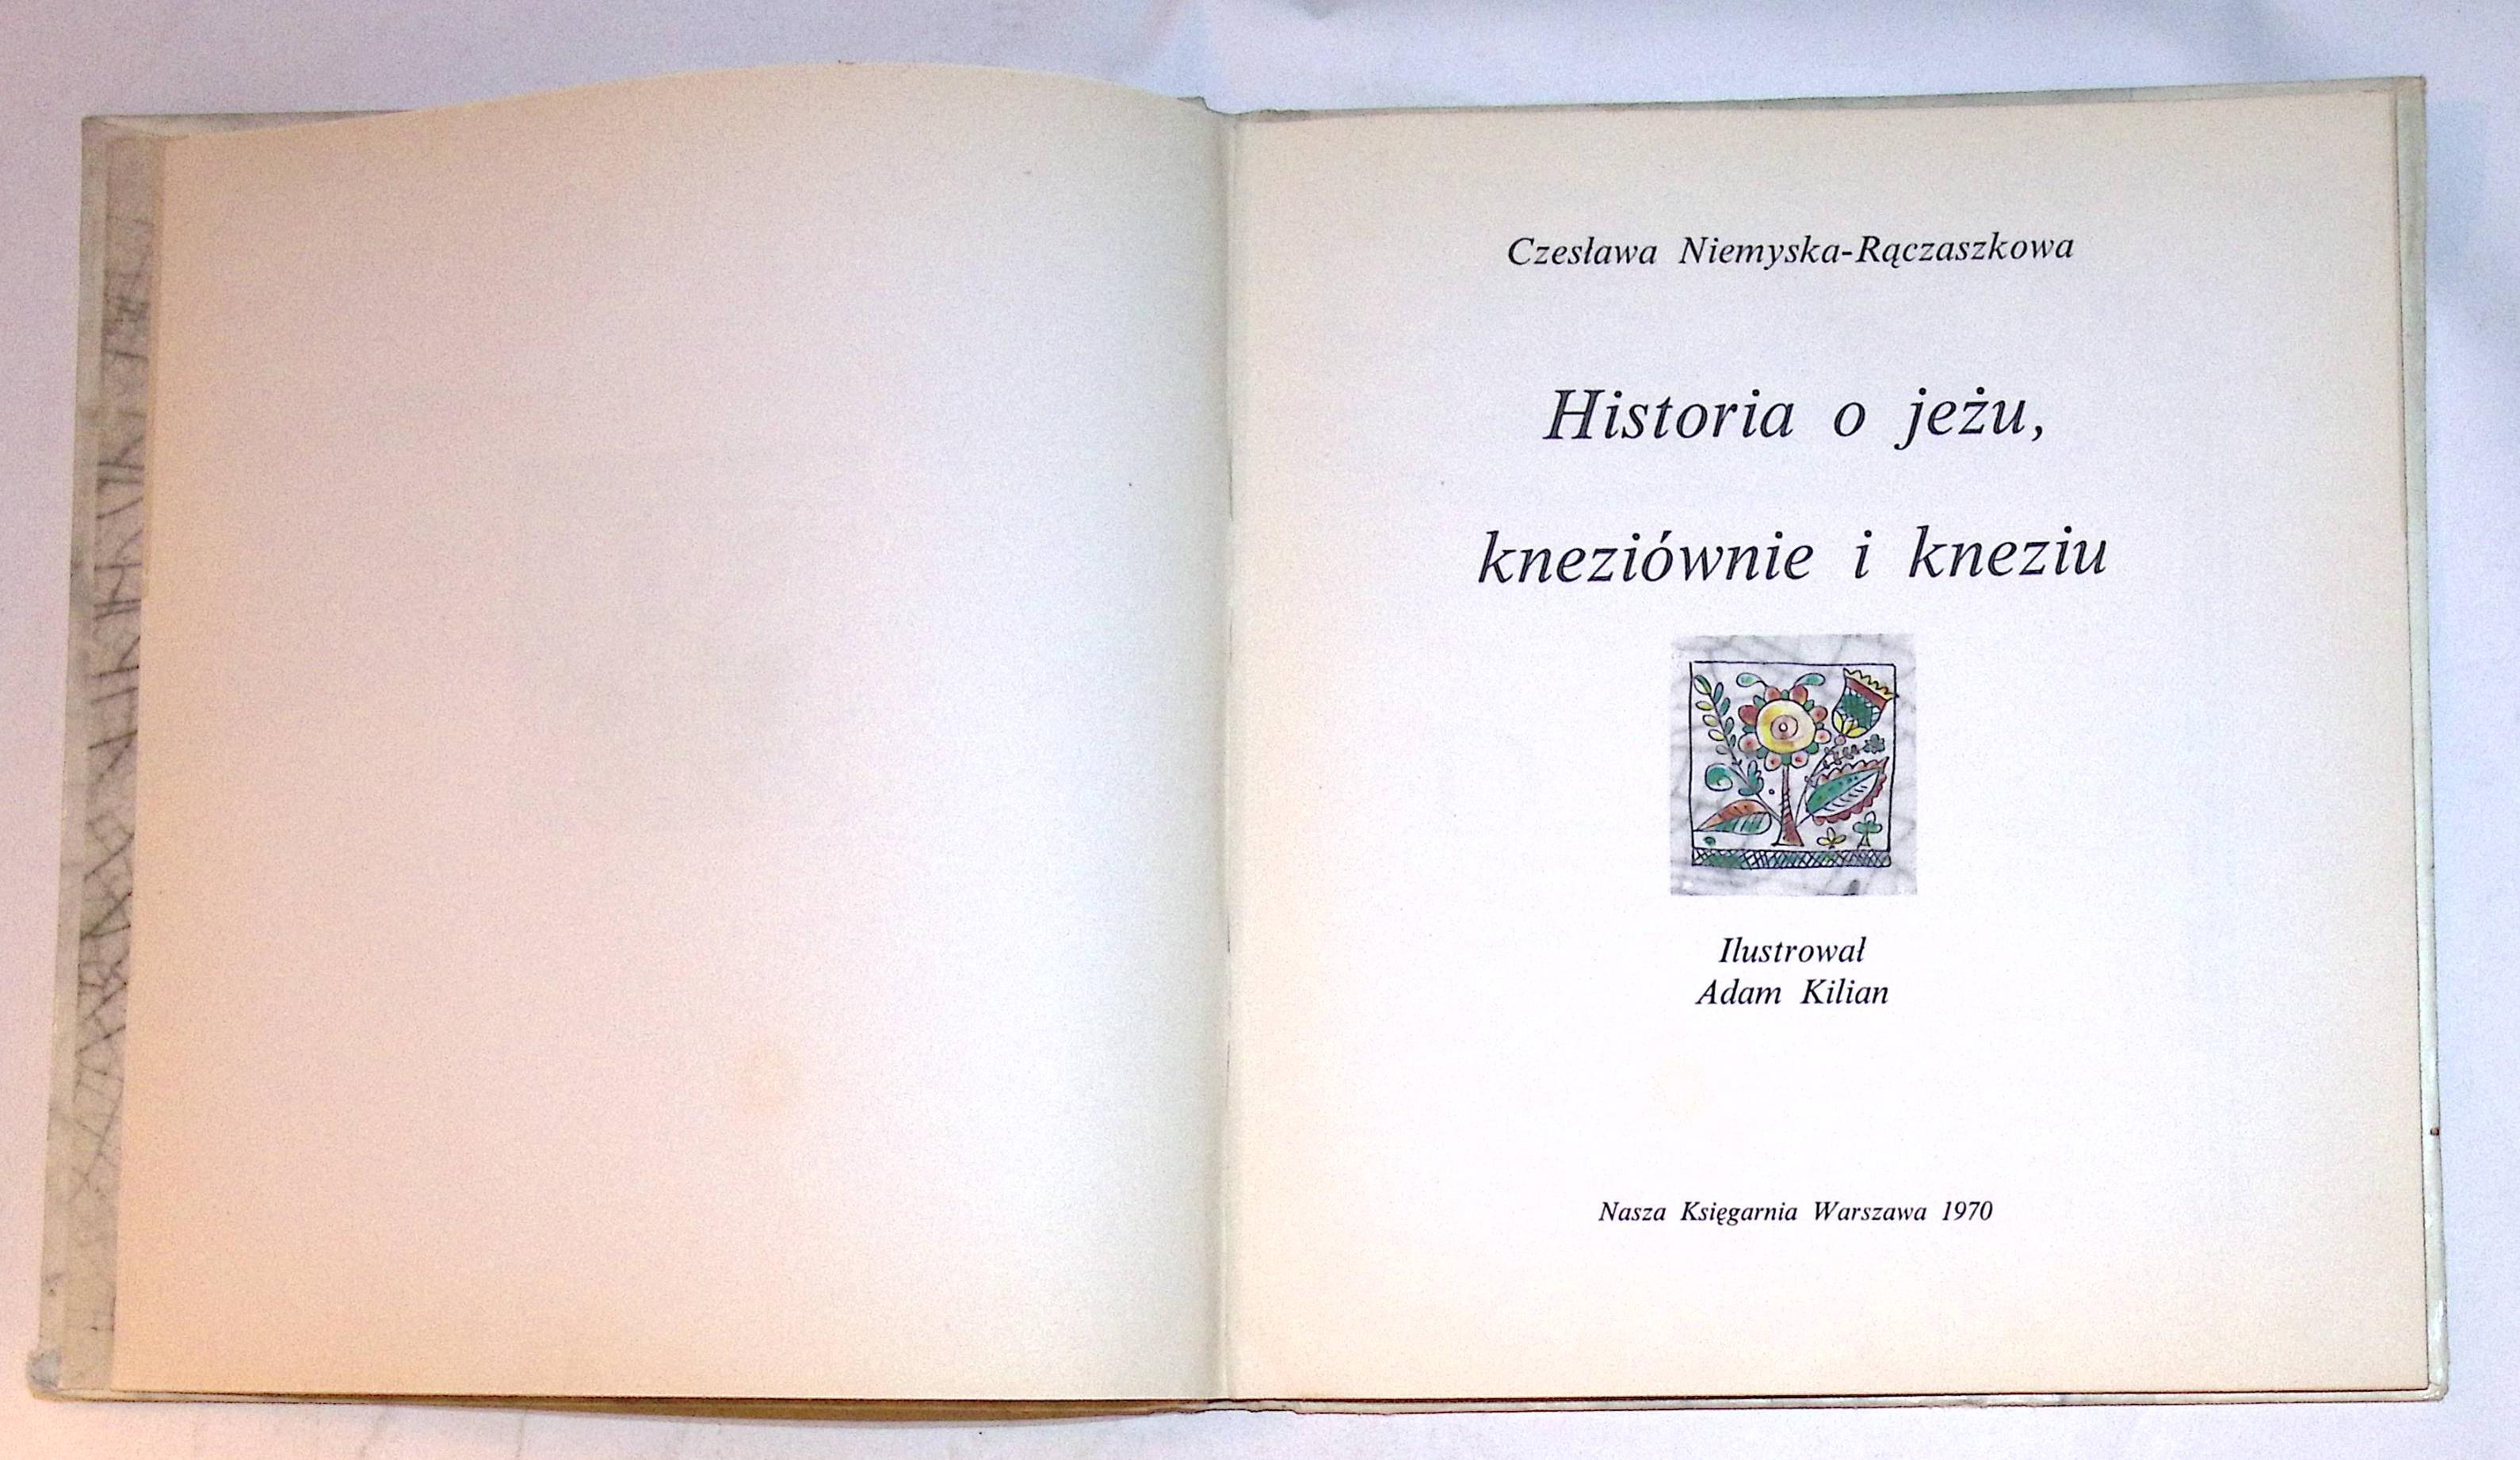 Czesława Niemyska-Rączaszkowa
Historia o jeżu,
kneziównie i kneziu
Ilustrował
Adam Kilian
Nasza Księgarnia Warszawa 1970